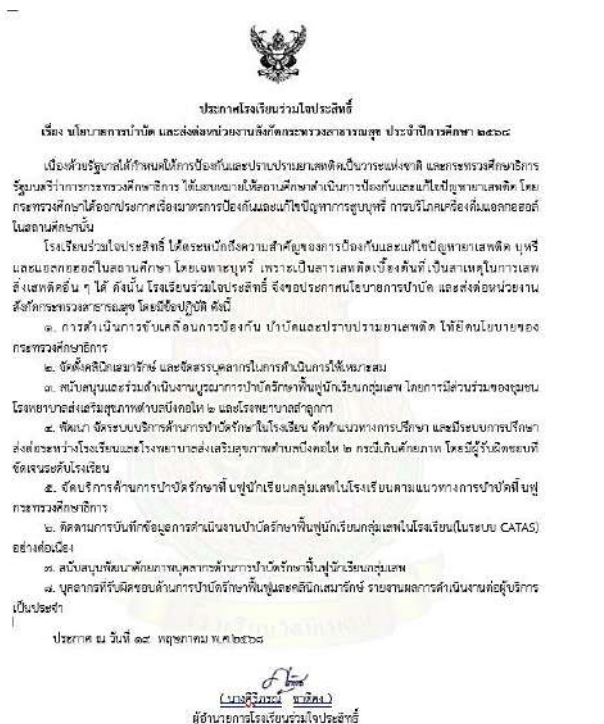 ประกาศโรงเรียนร่วมใจประสิทธิ์
เรื่อง นโยบายการบำบัด และส่งต่อหน่วยงานสังกัดกระทรวงสาธารณสุข ประจำปีการศึกษา ๒๕๖๘
เนื่องด้วยรัฐบาลได้กำหนดให้การป้องกันและปราบปรามยาเสพติดเป็นวาระแห่งชาติ และกระทรวงศึกษาธิการ
รัฐมนตรีว่าการกระทรวงศึกษาธิการ ได้มอบหมายให้สถานศึกษาดำเนินการป้องกันและแก้ไขปัญหายาเสพติด โดย
กระทรวงศึกษาได้ออกประกาศเรื่องมาตรการป้องกันและแก้ไขปัญหาการสูบบุหรี่ การบริโภคเครื่องดื่มแอลกอฮอล์
ในสถานศึกษานั้น
โรงเรียนร่วมใจประสิทธิ์ ได้ตระหนักถึงความสำคัญของการป้องกันและแก้ไขปัญหายาเสพติด บุหรี่
และแอลกอฮอล์ในสถานศึกษา โดยเฉพาะบุหรี่ เพราะเป็นสารเสพติดเบื้องต้นที่เป็นสาเหตุในการเสพ
สิ่งเสพติดอื่น ๆ ได้ ดังนั้น โรงเรียนร่วมใจประสิทธิ์ จึงขอประกาศนโยบายการบำบัด และส่งต่อหน่วยงาน
สังกัดกระทรวงสาธารณสุข โดยมีข้อปฏิบัติ ดังนี้
๑. การดำเนินการขับเคลื่อนการป้องกัน บำบัดและปราบปรามยาเสพติด ให้ยึดนโยบายของ
กระทรวงศึกษาธิการ
๒. จัดตั้งคลินิกเสมารักษ์ และจัดสรรบุคลากรในการดำเนินการให้เหมาะสม
๓. สนับสนุนและร่วมดำเนินงานบูรณาการบำบัดรักษาฟื้นฟูนักเรียนกลุ่มเสพ โดยการมีส่วนร่วมของชุมชน
โรงพยาบาลส่งเสริมสุขภาพตำบลบึงคอไห ๒ และโรงพยาบาลลำลูกกา
๔. พัฒนา จัดระบบบริการด้านการบำบัดรักษาในโรงเรียน จัดทำแนวทางการปรึกษา และมีระบบการปรึกษา
ส่งต่อระหว่างโรงเรียนและโรงพยาบาลส่งเสริมสุขภาพตำบลบึงคอไห ๒ กรณีเกินศักยภาพ โดยมีผู้รับผิดชอบที่
ชัดเจนระดับโรงเรียน
๕. จัดบริการด้านการบำบัดรักษาฟื้นฟูนักเรียนกลุ่มเสพในโรงเรียนตามแนวทางการบำบัดฟื้นฟู
กระทรวงศึกษาธิการ
๖. ติดตามการบันทึกข้อมูลการดำเนินงานบำบัดรักษาฟื้นฟูนักเรียนกลุ่มเสพในโรงเรียน(ในระบบ CATAS)
อย่างต่อเนื่อง
๗. สนับสนุนพัฒนาศักยภาพบุคลากรด้านการบำบัดรักษาฟื้นฟูนักเรียนกลุ่มเสพ
๘. บุคลากรที่รับผิดชอบด้านการบำบัดรักษาฟื้นฟูและคลินิกเสมารักษ์ รายงานผลการดำเนินงานต่อผู้บริหาร
เป็นประจำ
ประกาศ ณ วันที่ ๑๙ พฤษภาคม พ.ศ.๒๕๖๘
ผู้อำนวยการโรงเรียนร่วมใจประสิทธิ์